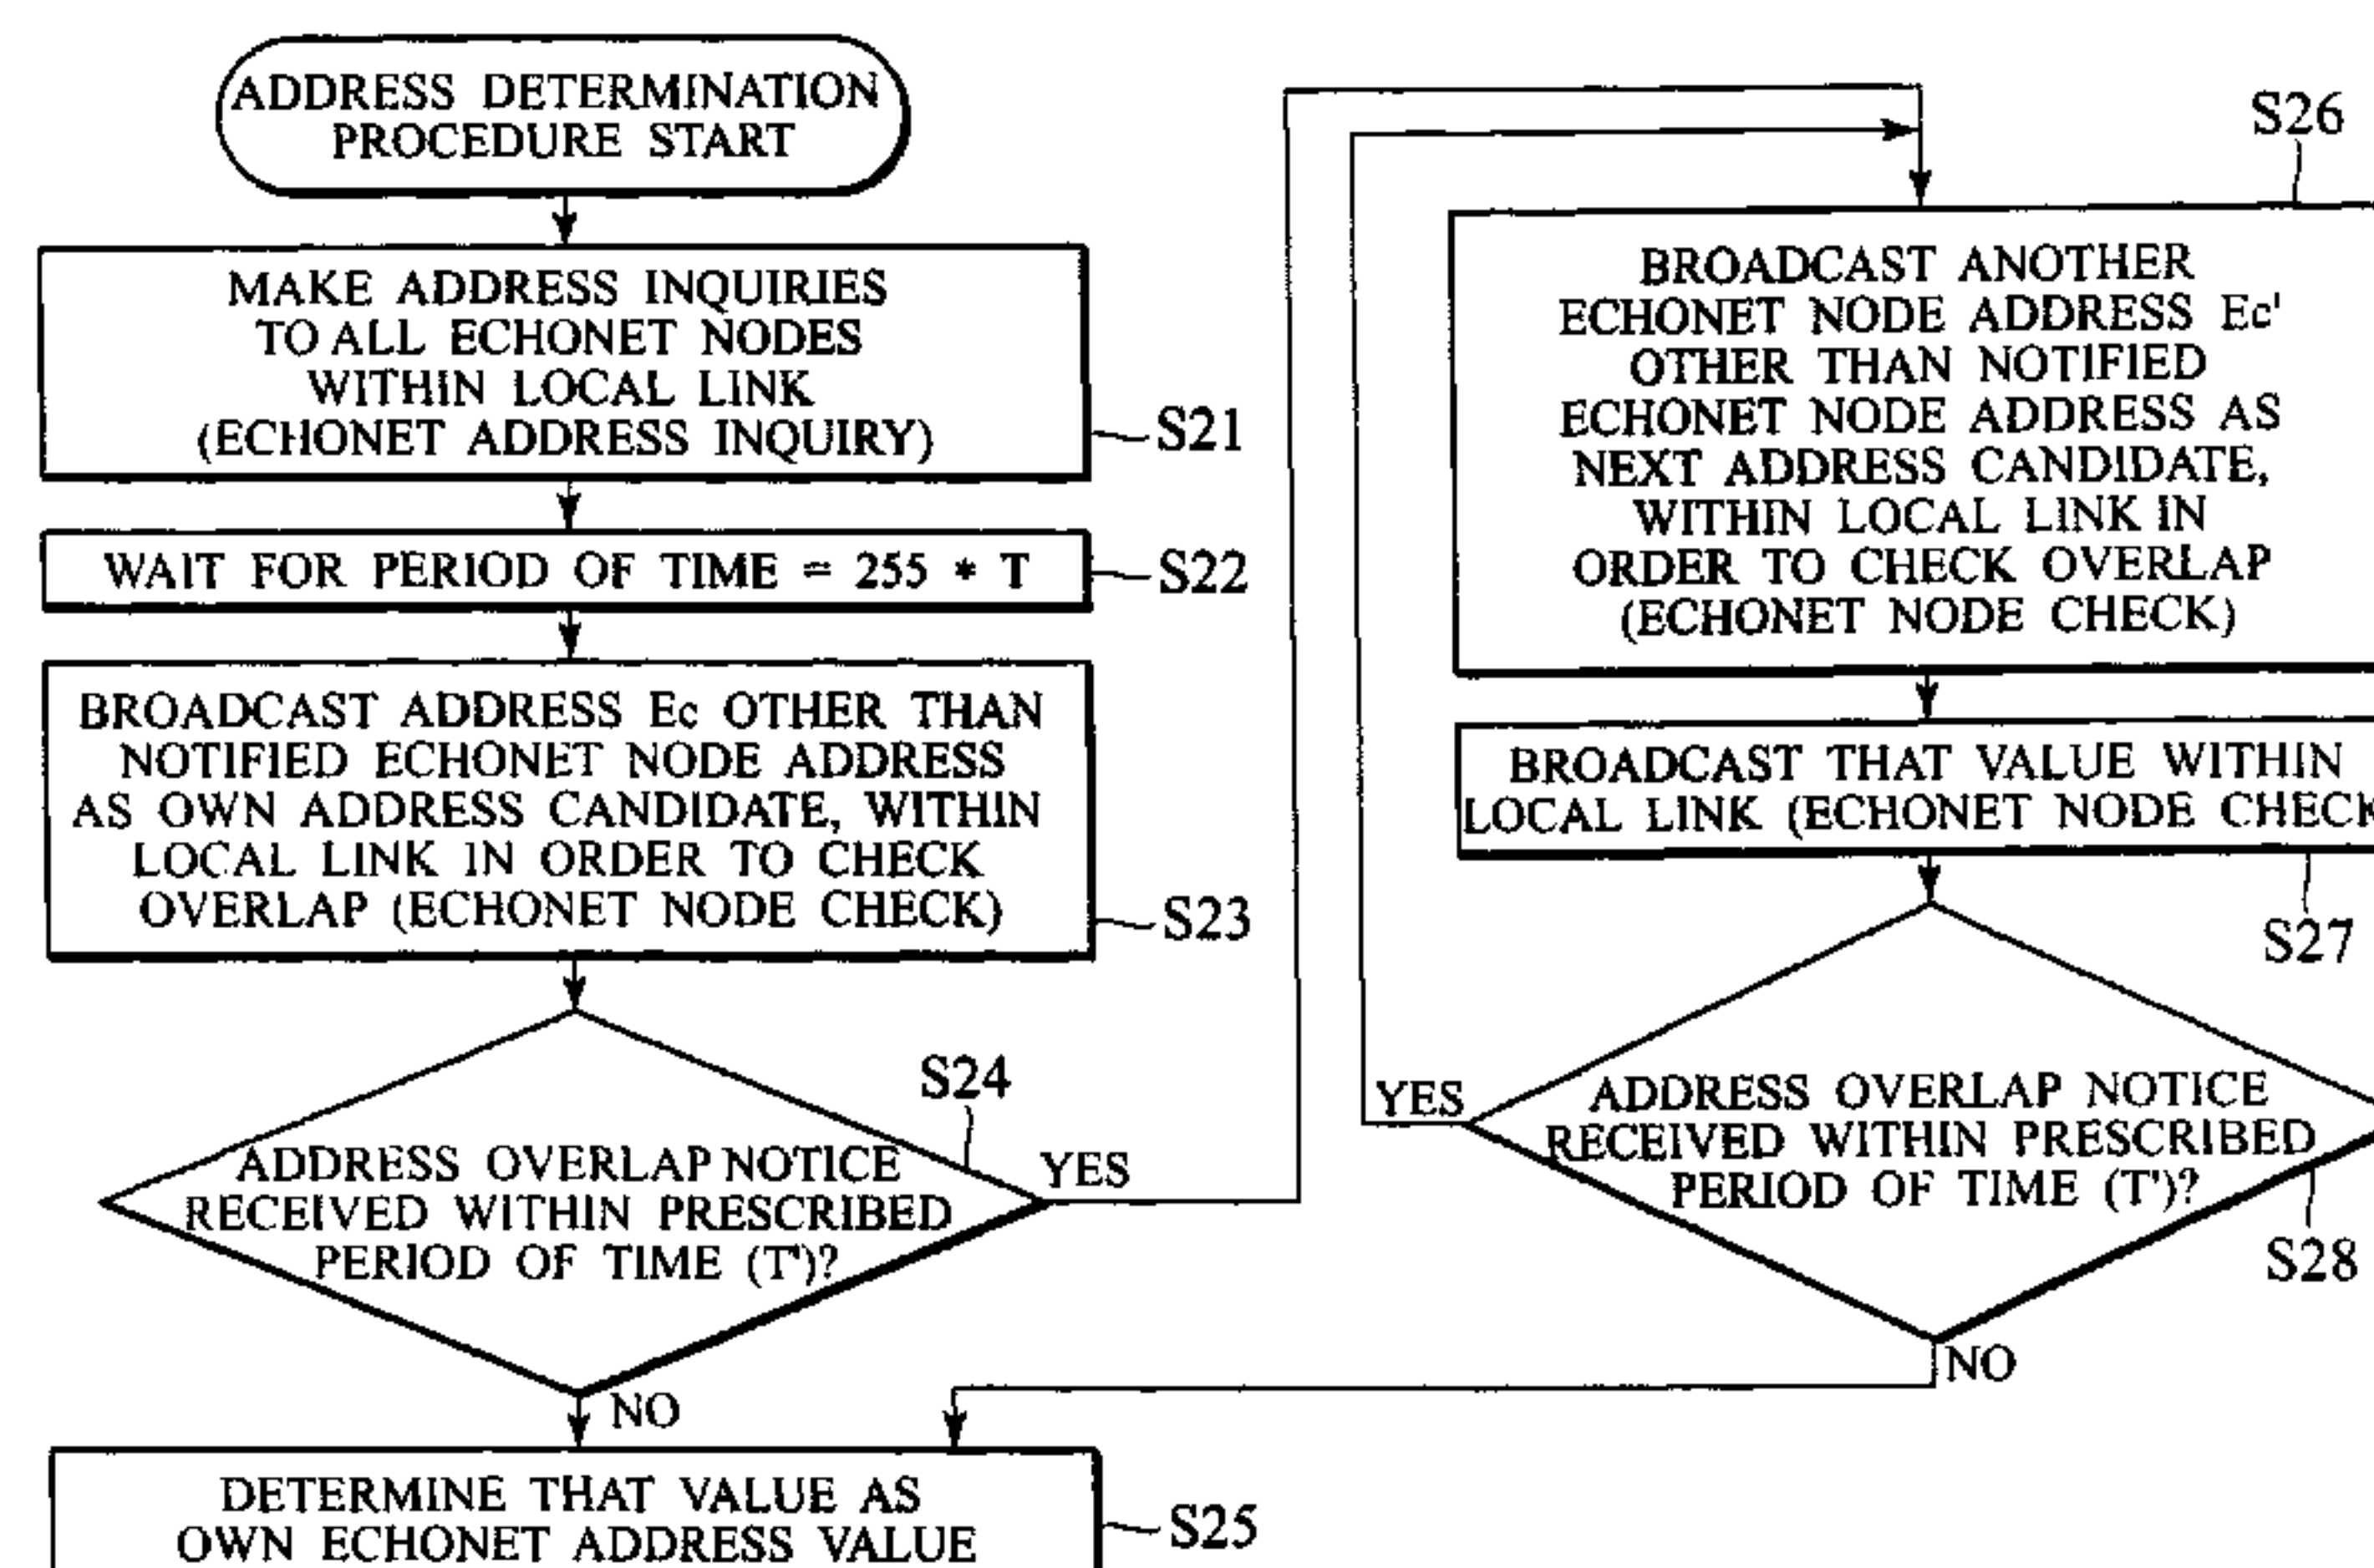 ADDRESS DETERMINATION
PROCEDURE START
MAKE ADDRESS INQUIRIES
TO ALL ECHONET NODES
WITHIN LOCAL LINK
(ECHONET ADDRESS INQUIRY)
S21
WAIT FOR PERIOD OF TIME = 255 * T
S22
BROADCAST ADDRESS Ec OTHER THAN
NOTIFIED ECHONET NODE ADDRESS
AS OWN ADDRESS CANDIDATE, WITHIN
LOCAL LINK IN ORDER TO CHECK
OVERLAP (ECHONET NODE CHECK)
S23
S24
ADDRESS OVERLAP NOTICE
RECEIVED WITHIN PRESCRIBED
PERIOD OF TIME (T')?
YES
NO
DETERMINE THAT VALUE AS
OWN ECHONET ADDRESS VALUE
S25
S26
BROADCAST ANOTHER
ECHONET NODE ADDRESS Ec'
OTHER THAN NOTIFIED
ECHONET NODE ADDRESS AS
NEXT ADDRESS CANDIDATE,
WITHIN LOCAL LINK IN
ORDER TO CHECK OVERLAP
(ECHONET NODE CHECK)
BROADCAST THAT VALUE WITHIN
LOCAL LINK (ECHONET NODE CHECK
S27
YES
ADDRESS OVERLAP NOTICE
RECEIVED WITHIN PRESCRIBED
PERIOD OF TIME (T')?
S28
NO